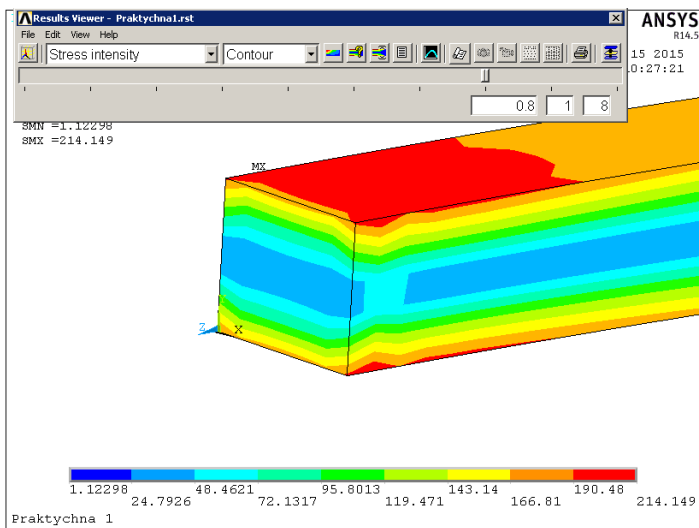 Results Viewer - Praktychna1.rst
ANSYS
R14.5
File Edit View Help
Stress intensity Contour
15 2015
10:27:21
0.8 1 8
SMN =1.12298
SMX =214.149
MX
Z X
1.12298 48.4621 95.8013 143.14 190.48
24.7926 72.1317 119.471 166.81 214.149
Praktychna 1